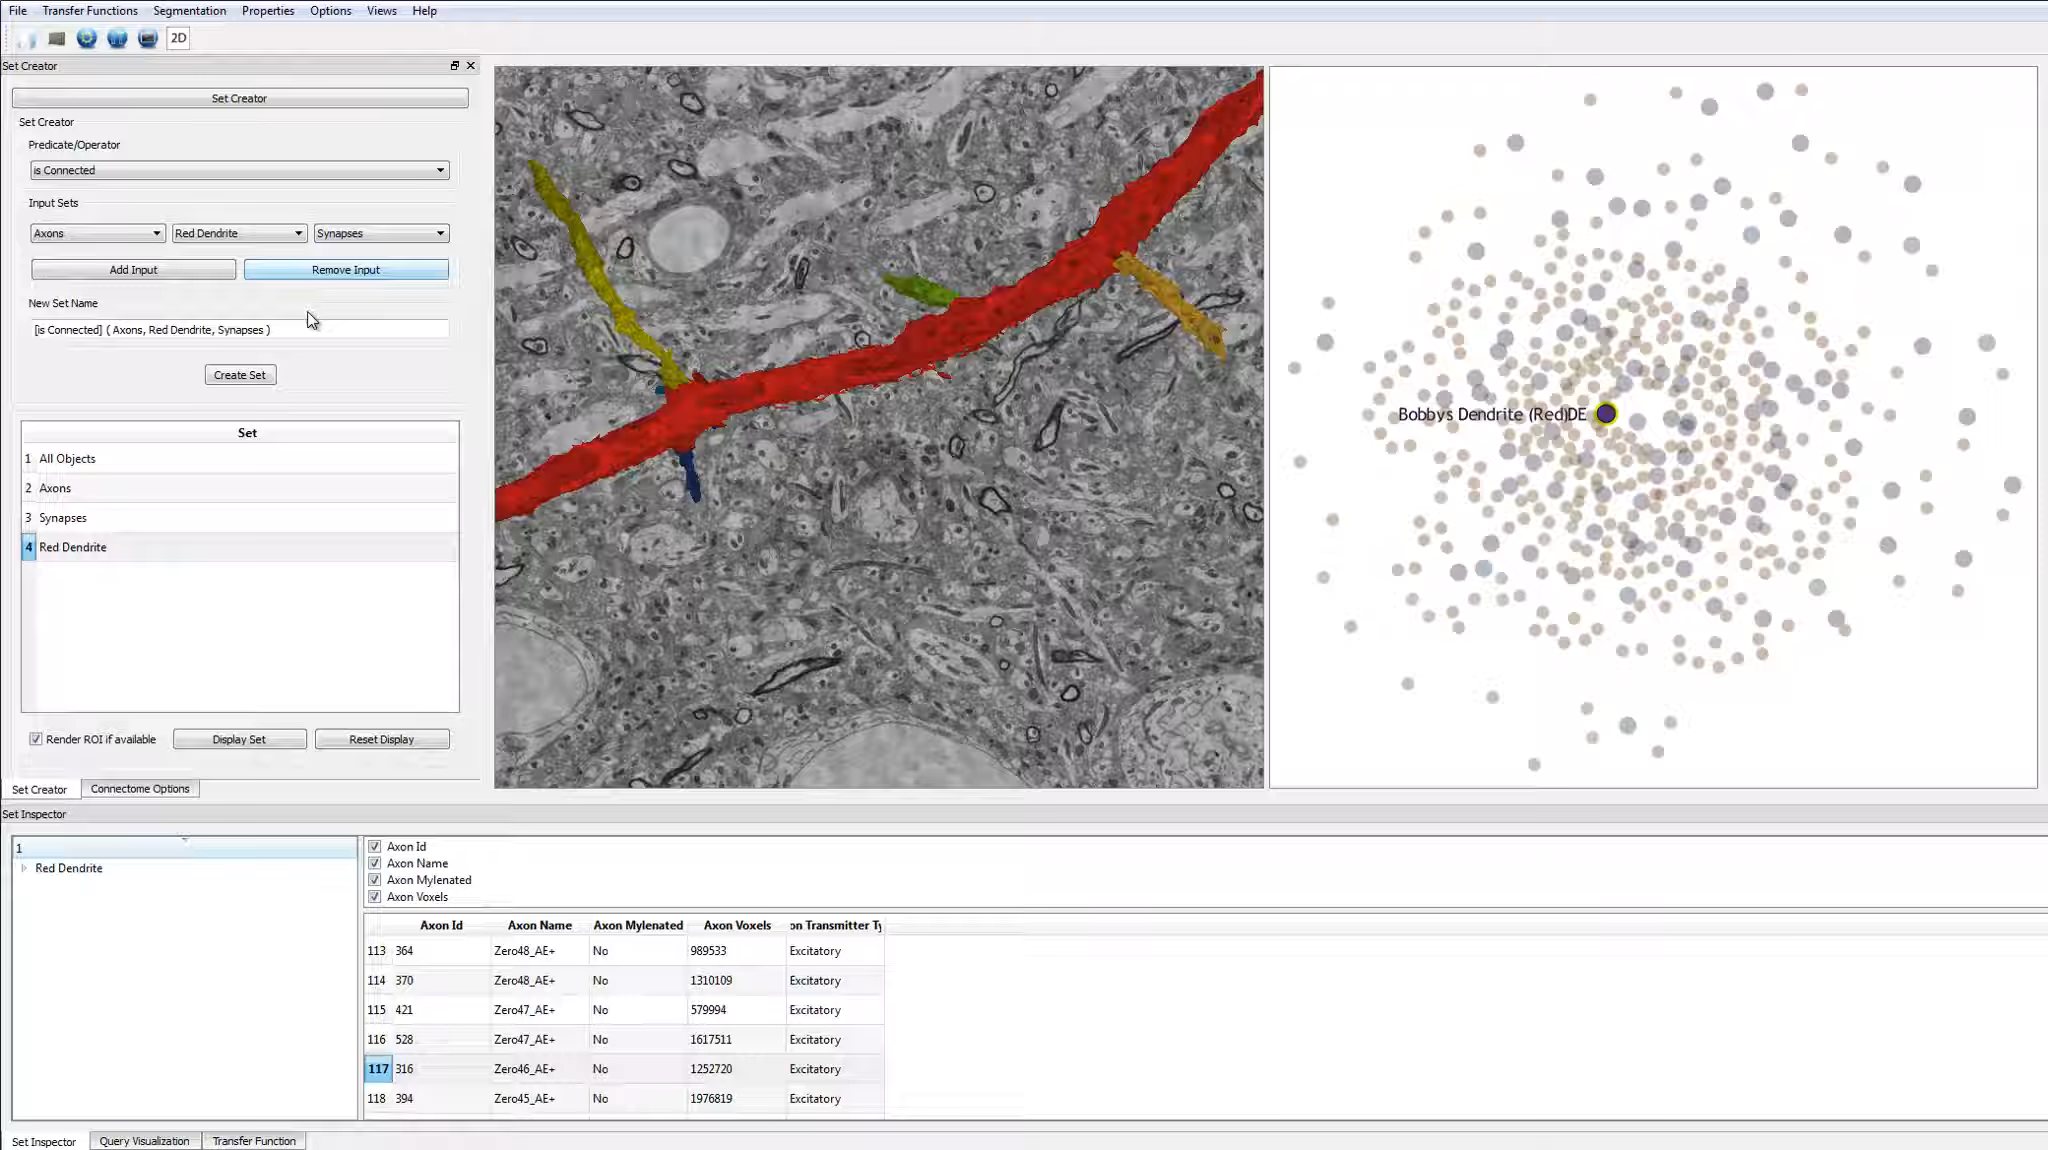 File Transfer Functions Segmentation Properties Options Views Help
2D
Set Creator
Set Creator
Set Creator
Predicate/Operator
is Connected
Input Sets
Axons Red Dendrite Synapses
Add Input Remove Input
New Set Name
[is Connected] ( Axons, Red Dendrite, Synapses )
Create Set
Set
1 All Objects
2 Axons
3 Synapses
4 Red Dendrite
Render ROI if available Display Set Reset Display
Set Creator Connectome Options
Bobbys Dendrite (Red)DE
Set Inspector
1
Red Dendrite
Axon Id
Axon Name
Axon Mylenated
Axon Voxels
Axon Id Axon Name Axon Mylenated Axon Voxels on Transmitter Ty
113 364 Zero48_AE+ No 989533 Excitatory
114 370 Zero48_AE+ No 1310109 Excitatory
115 421 Zero47_AE+ No 579994 Excitatory
116 528 Zero47_AE+ No 1617511 Excitatory
117 316 Zero46_AE+ No 1252720 Excitatory
118 394 Zero45_AE+ No 1976819 Excitatory
Set Inspector Query Visualization Transfer Function